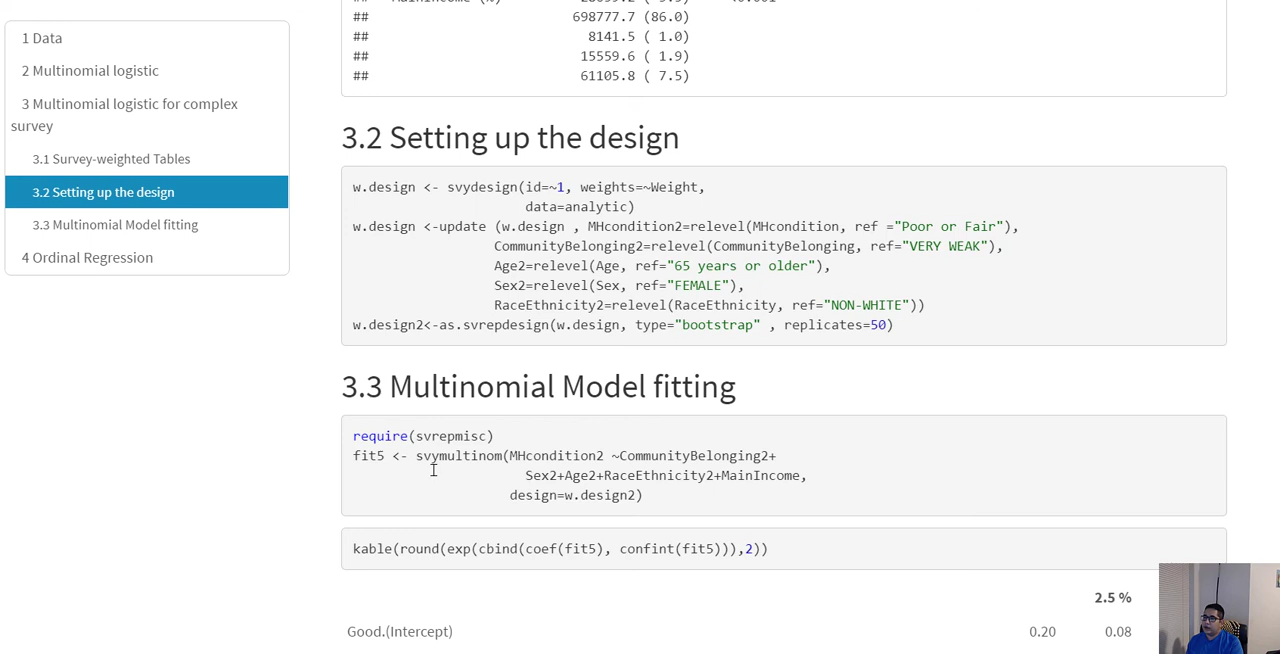 1 Data
2 Multinomial logistic
3 Multinomial logistic for complex
survey
3.1 Survey-weighted Tables
3.2 Setting up the design
3.3 Multinomial Model fitting
4 Ordinal Regression
## 698777.7 (86.0)
## 8141.5 ( 1.0)
## 15559.6 ( 1.9)
## 61105.8 ( 7.5)
3.2 Setting up the design
w.design <- svydesign(id=~1, weights=~Weight,
data=analytic)
w.design <-update (w.design , MHcondition2=relevel(MHcondition, ref ="Poor or Fair"),
CommunityBelonging2=relevel(CommunityBelonging, ref="VERY WEAK"),
Age2=relevel(Age, ref="65 years or older"),
Sex2=relevel(Sex, ref="FEMALE"),
RaceEthnicity2=relevel(RaceEthnicity, ref="NON-WHITE"))
w.design2<-as.svrepdesign(w.design, type="bootstrap" , replicates=50)
3.3 Multinomial Model fitting
require(svrepmisc)
fit5 <- svymultinom(MHcondition2 ~CommunityBelonging2+
Sex2+Age2+RaceEthnicity2+MainIncome,
design=w.design2)
kable(round(exp(cbind(coef(fit5), confint(fit5))),2))
2.5 %
Good.(Intercept) 0.20 0.08